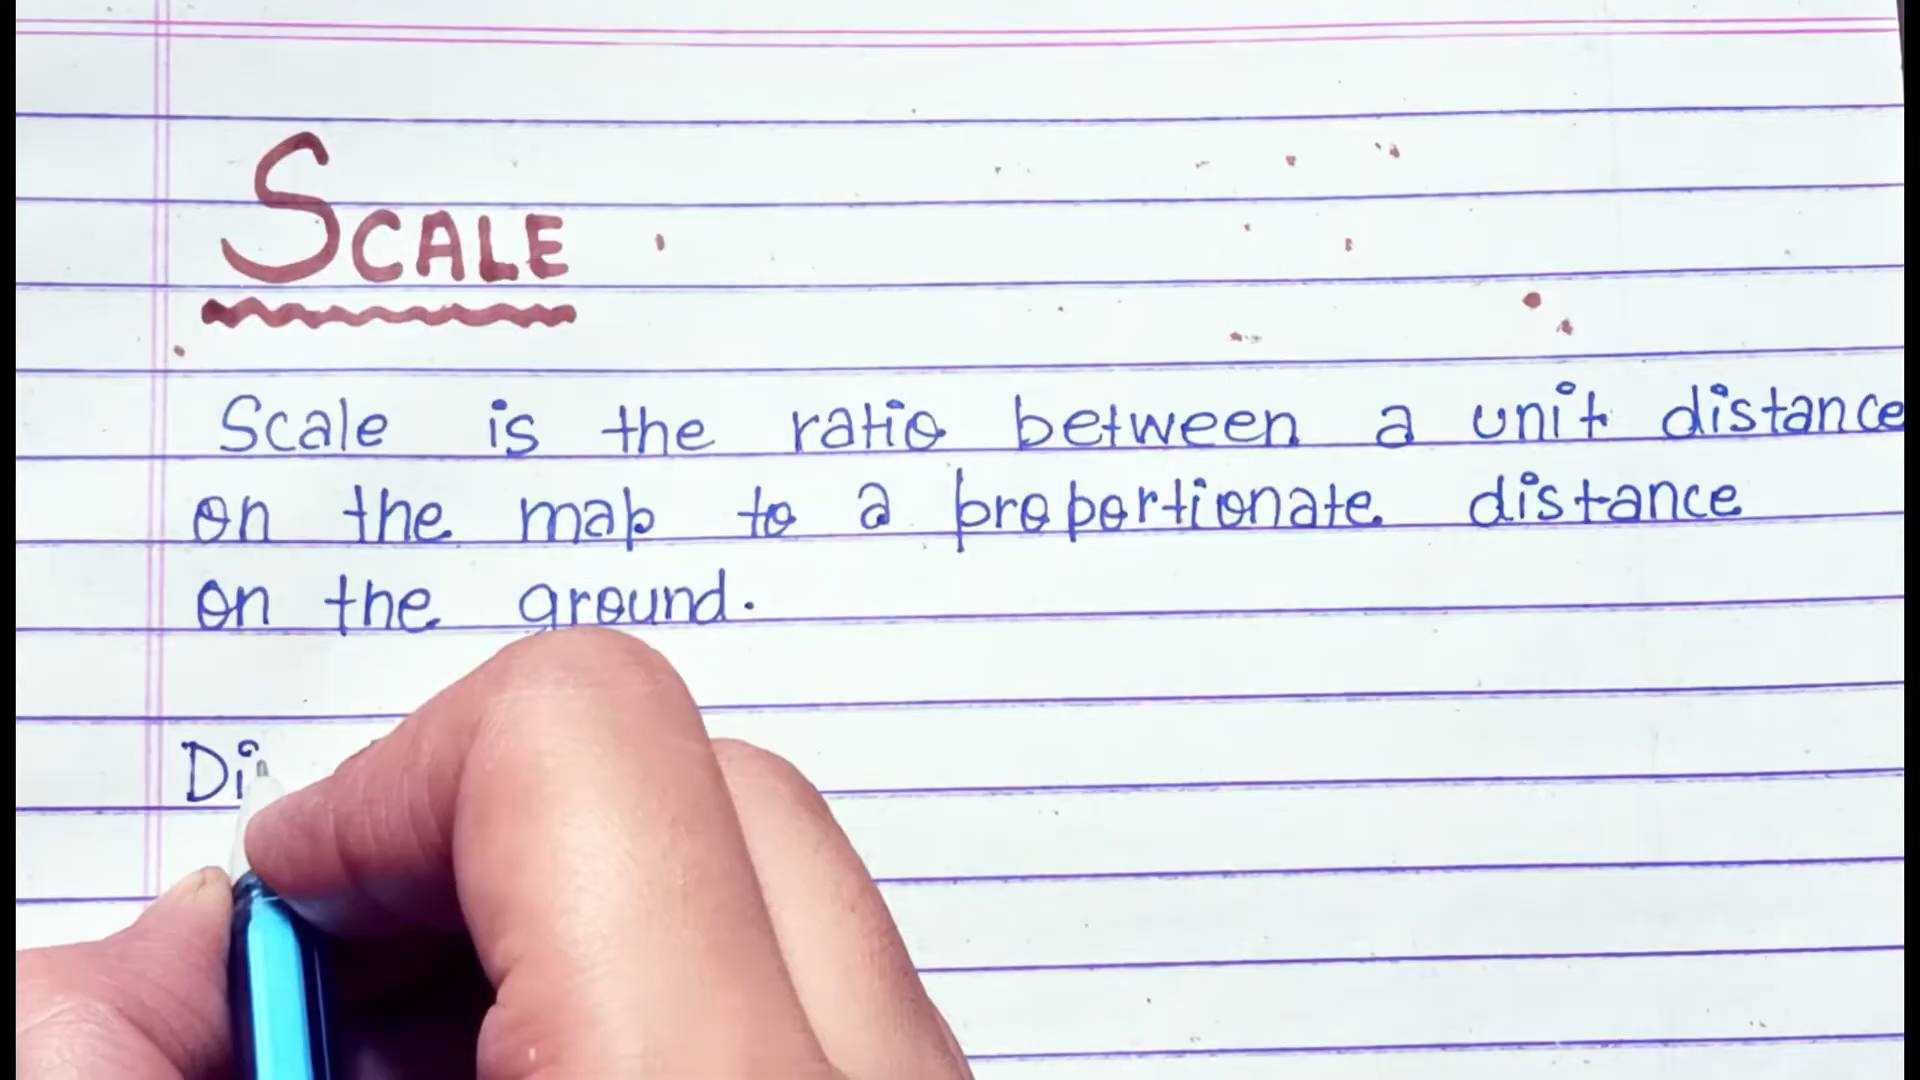 SCALE
Scale is the ratio between a unit distance
on the map to a proportionate distance
on the ground.
Di